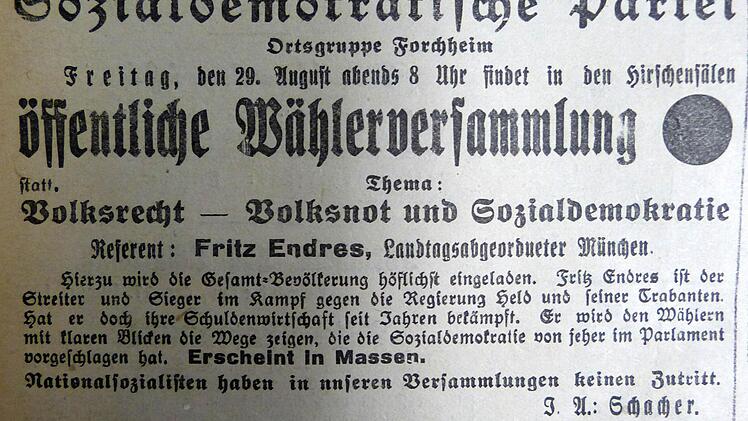 Sozialdemokratische Partei
Ortsgruppe Forchheim
Freitag, den 29. August abends 8 Uhr findet in den Hirschensälen
öffentliche Wählerversammlung
statt. Thema:
Volksrecht — Volksnot und Sozialdemokratie
Referent: Fritz Endres, Landtagsabgeordneter München.
Hierzu wird die Gesamt-Bevölkerung höflichst eingeladen. Fritz Endres ist der
Streiter und Sieger im Kampf gegen die Regierung Held und seiner Trabanten.
Hat er doch ihre Schuldenwirtschaft seit Jahren bekämpft. Er wird den Wählern
mit klaren Blicken die Wege zeigen, die die Sozialdemokratie von jeher im Parlament
vorgeschlagen hat. Erscheint in Massen.
Nationalsozialisten haben in unseren Versammlungen keinen Zutritt.
J. A.: Schacher.